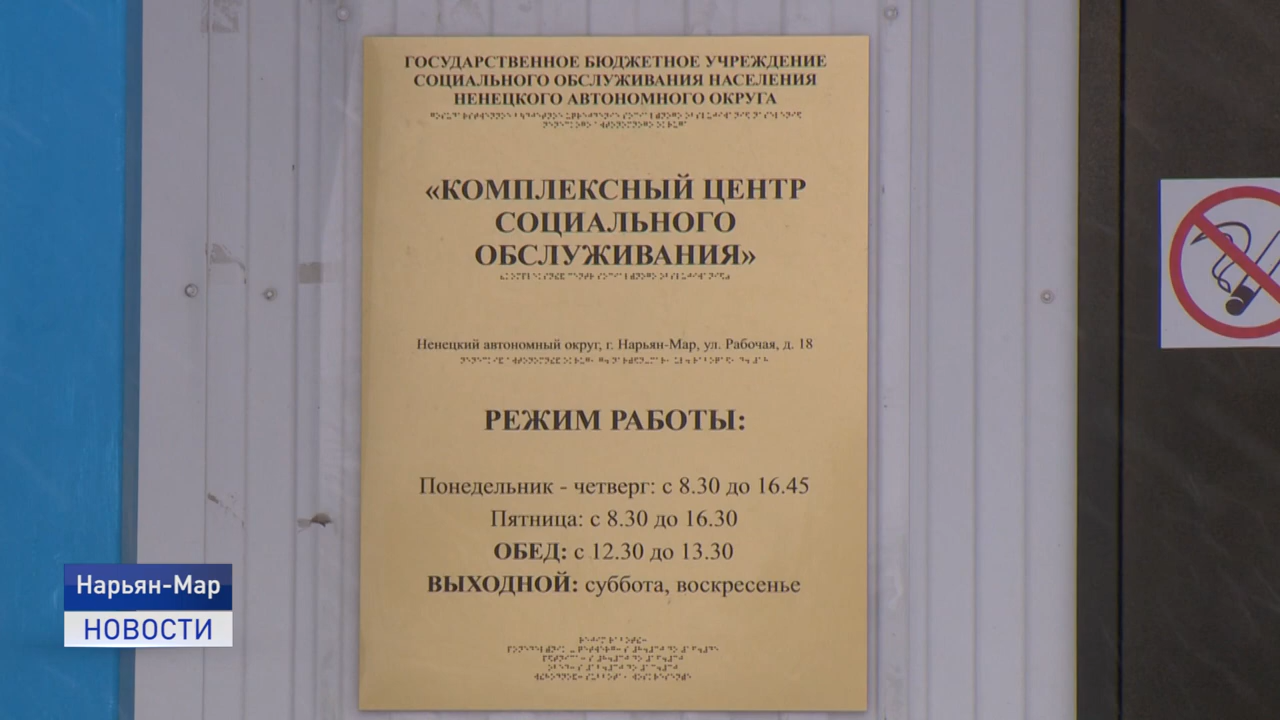 ГОСУДАРСТВЕННОЕ БЮДЖЕТНОЕ УЧРЕЖДЕНИЕ
СОЦИАЛЬНОГО ОБСЛУЖИВАНИЯ НАСЕЛЕНИЯ
НЕНЕЦКОГО АВТОНОМНОГО ОКРУГА
«КОМПЛЕКСНЫЙ ЦЕНТР
СОЦИАЛЬНОГО
ОБСЛУЖИВАНИЯ»
Ненецкий автономный округ, г. Нарьян-Мар, ул. Рабочая, д. 18
РЕЖИМ РАБОТЫ:
Понедельник - четверг: с 8.30 до 16.45
Пятница: с 8.30 до 16.30
ОБЕД: с 12.30 до 13.30
ВЫХОДНОЙ: суббота, воскресенье
Нарьян-Мар
НОВОСТИ